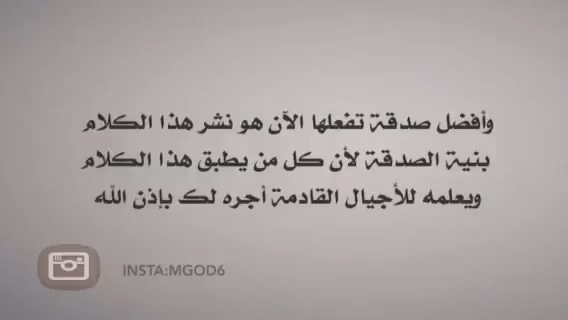 وأفضل صدقة تفعلها الآن هو نشر هذا الكلام
بنية الصدقة لأن كل من يطبق هذا الكلام
ويعلمه للأجيال القادمة أجره لك بإذن الله
INSTA:MGOD6